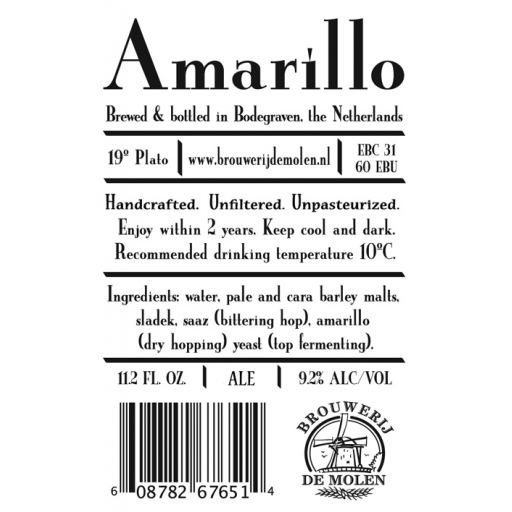 Amarillo
Brewed & bottled in Bodegraven, the Netherlands
19º Plato | www.brouwerijdemolen.nl | EBC 31
60 EBU
Handcrafted. Unfiltered. Unpasteurized.
Enjoy within 2 years. Keep cool and dark.
Recommended drinking temperature 10ºC.
Ingredients: water, pale and cara barley malts,
sladek, saaz (bittering hop), amarillo
(dry hopping) yeast (top fermenting).
11.2 FL. OZ. | ALE | 9.2% ALC/VOL
6 08782 67651 4
BROUWERIJ
DE MOLEN